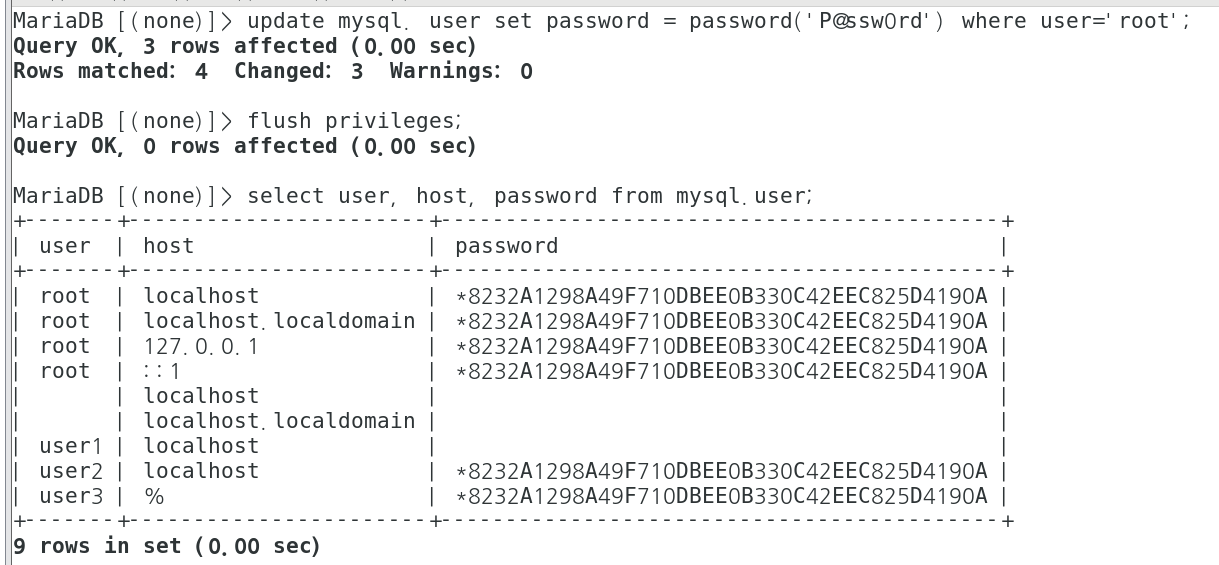 MariaDB [(none)]> update mysql.user set password = password('P@ssw0rd') where user='root';
Query OK, 3 rows affected (0.00 sec)
Rows matched: 4  Changed: 3  Warnings: 0
MariaDB [(none)]> flush privileges;
Query OK, 0 rows affected (0.00 sec)
MariaDB [(none)]> select user, host, password from mysql.user;
+-------+-----------------------+-------------------------------------------+
| user  | host                  | password                                  |
+-------+-----------------------+-------------------------------------------+
| root  | localhost             | *8232A1298A49F710DBEE0B330C42EEC825D4190A |
| root  | localhost.localdomain | *8232A1298A49F710DBEE0B330C42EEC825D4190A |
| root  | 127.0.0.1             | *8232A1298A49F710DBEE0B330C42EEC825D4190A |
| root  | ::1                   | *8232A1298A49F710DBEE0B330C42EEC825D4190A |
|       | localhost             |                                           |
|       | localhost.localdomain |                                           |
| user1 | localhost             |                                           |
| user2 | localhost             | *8232A1298A49F710DBEE0B330C42EEC825D4190A |
| user3 | %                     | *8232A1298A49F710DBEE0B330C42EEC825D4190A |
+-------+-----------------------+-------------------------------------------+
9 rows in set (0.00 sec)